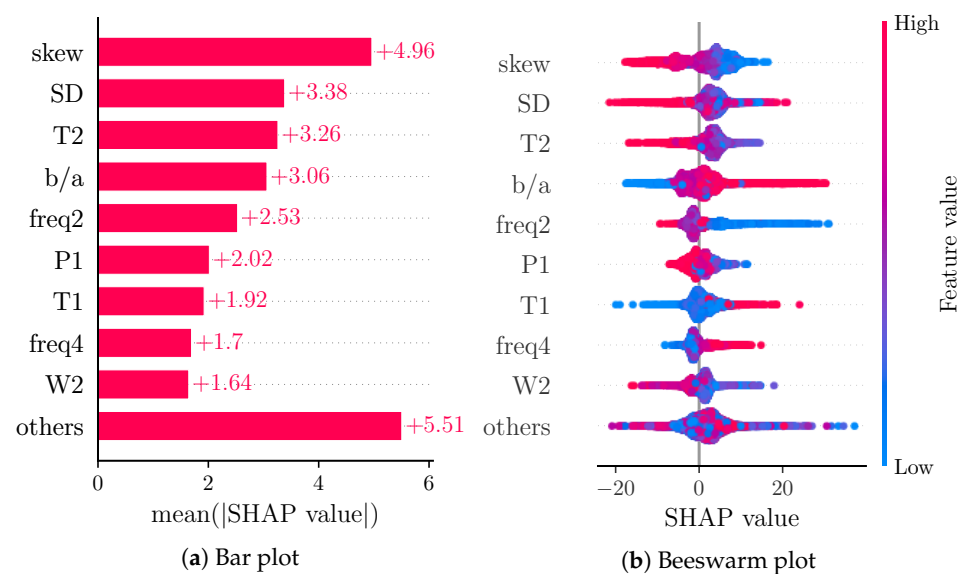 skew
+4.96
SD
+3.38
T2
+3.26
b/a
+3.06
freq2
+2.53
P1
+2.02
T1
+1.92
freq4
+1.7
W2
+1.64
others
+5.51
0
2
4
6
mean(|SHAP value|)
(a) Bar plot
skew
SD
T2
b/a
freq2
P1
T1
freq4
W2
others
−20
0
20
SHAP value
High
Low
Feature value
(b) Beeswarm plot